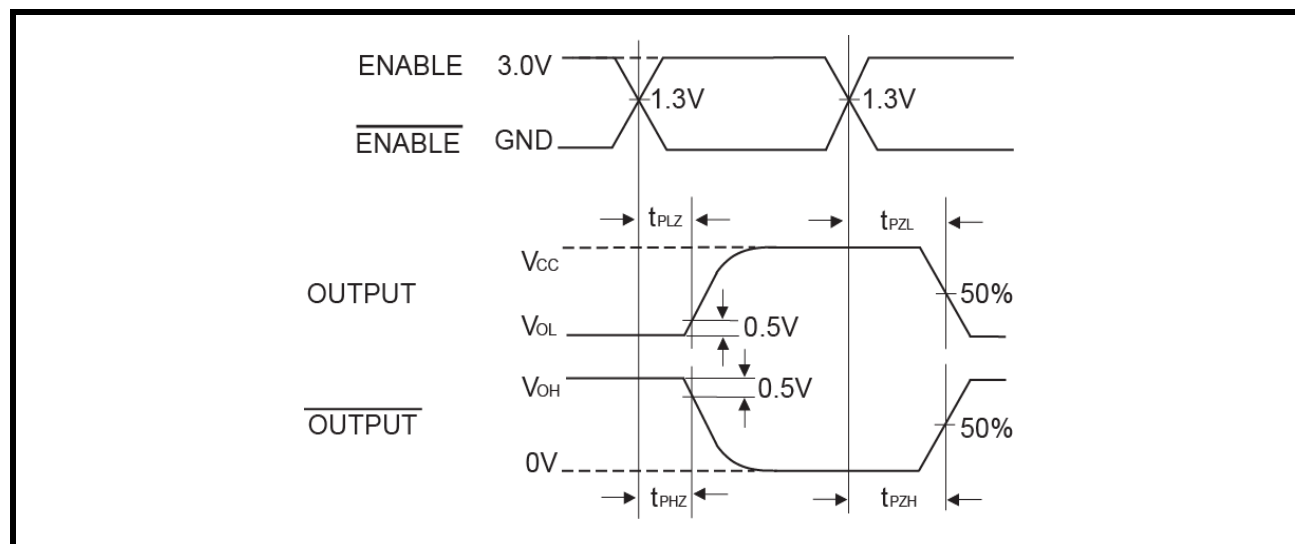 ENABLE 3.0V
1.3V 1.3V
ENABLE GND
tPLZ tPZL
VCC
OUTPUT 50%
VOL 0.5V
VOH 0.5V
OUTPUT 50%
0V
tPHZ tPZH